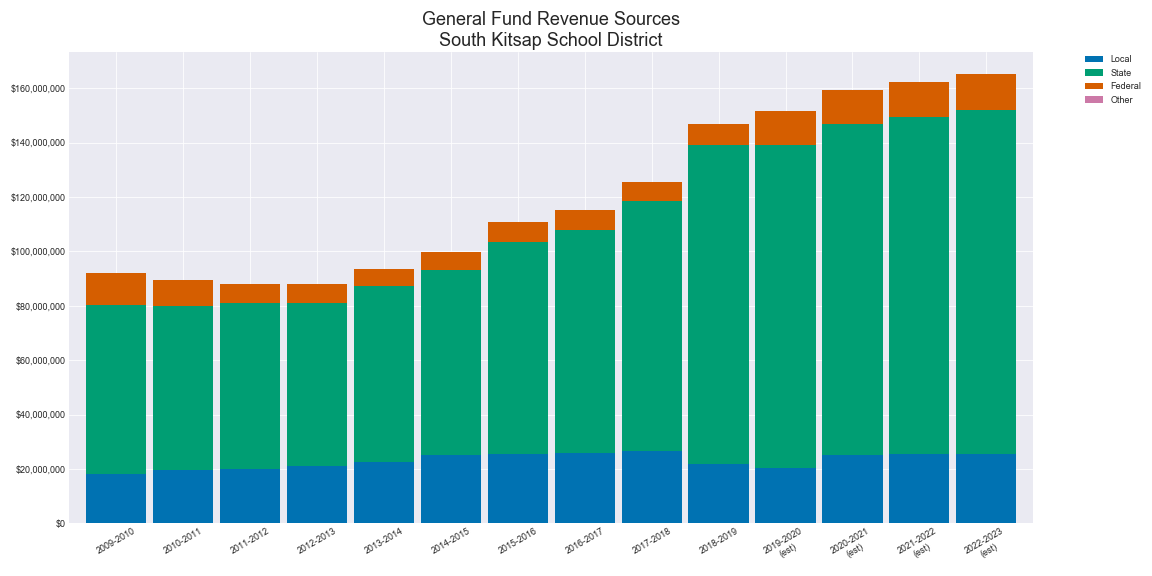 General Fund Revenue Sources
South Kitsap School District
Local
State
Federal
Other
$160,000,000
$140,000,000
$120,000,000
$100,000,000
$80,000,000
$60,000,000
$40,000,000
$20,000,000
$0
2009-2010
2010-2011
2011-2012
2012-2013
2013-2014
2014-2015
2015-2016
2016-2017
2017-2018
2018-2019
2019-2020
(est)
2020-2021
(est)
2021-2022
(est)
2022-2023
(est)